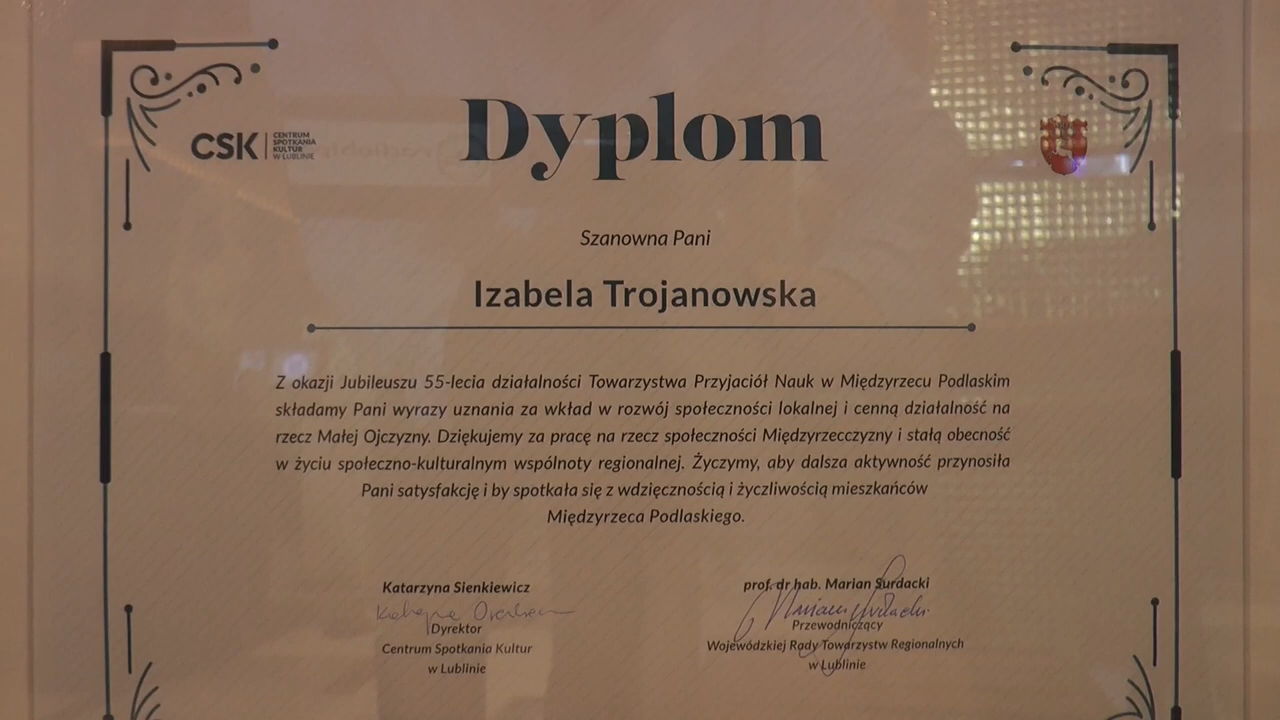 Dyplom
CSK
CENTRUM
SPOTKANIA
KULTUR
W LUBLINIE
Szanowna Pani
Izabela Trojanowska
Z okazji Jubileuszu 55-lecia działalności Towarzystwa Przyjaciół Nauk w Międzyrzecu Podlaskim
składamy Pani wyrazy uznania za wkład w rozwój społeczności lokalnej i cenną działalność na
rzecz Małej Ojczyzny. Dziękujemy za pracę na rzecz społeczności Międzyrzecczyzny i stałą obecność
w życiu społeczno-kulturalnym wspólnoty regionalnej. Życzymy, aby dalsza aktywność przynosiła
Pani satysfakcję i by spotkała się z wdzięcznością i życzliwością mieszkańców
Międzyrzeca Podlaskiego.
Katarzyna Sienkiewicz
Dyrektor
Centrum Spotkania Kultur
w Lublinie
prof. dr hab. Marian Surdacki
Marian Surdacki
Przewodniczący
Wojewódzkiej Rady Towarzystw Regionalnych
w Lublinie